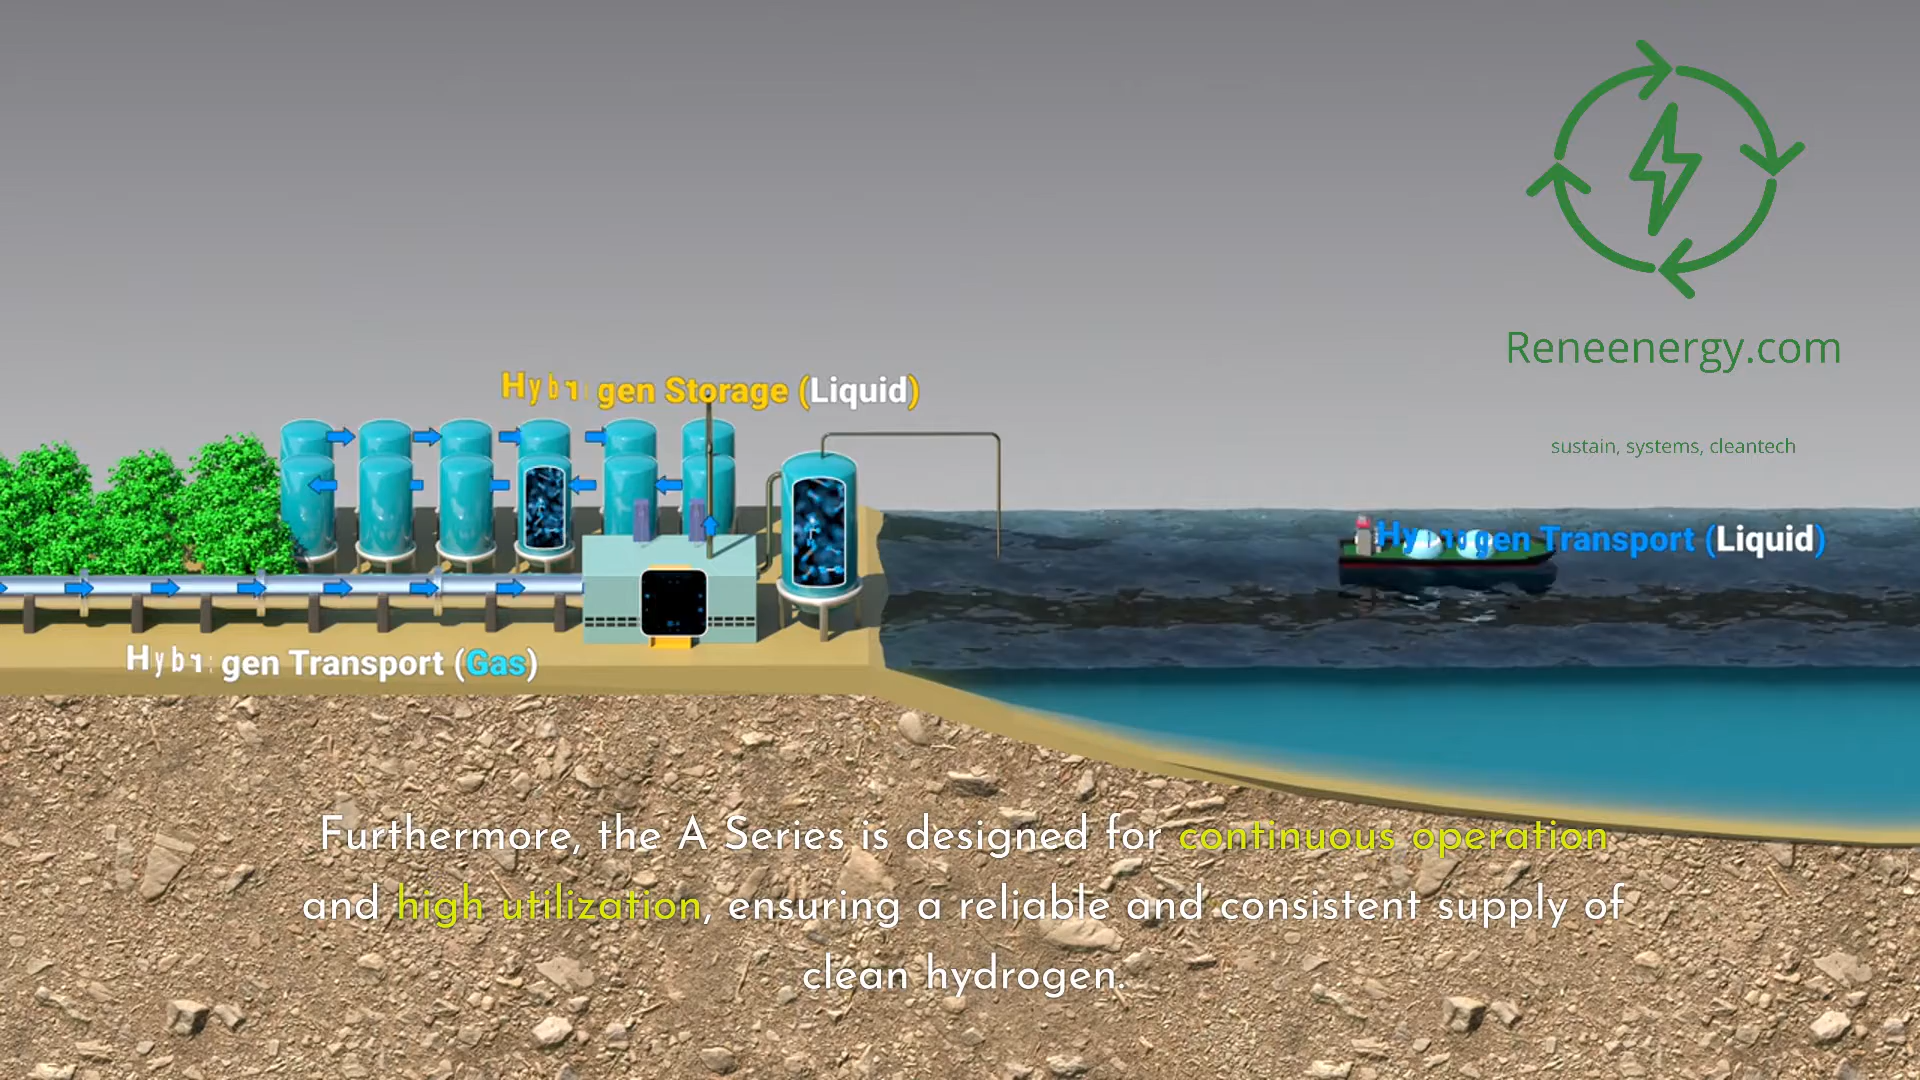 Reneenergy.com
sustain, systems, cleantech
gen Storage (Liquid)
gen Transport (Liquid)
gen Transport (Gas)
Furthermore, the A Series is designed for continuous operation
and high utilization, ensuring a reliable and consistent supply of
clean hydrogen.